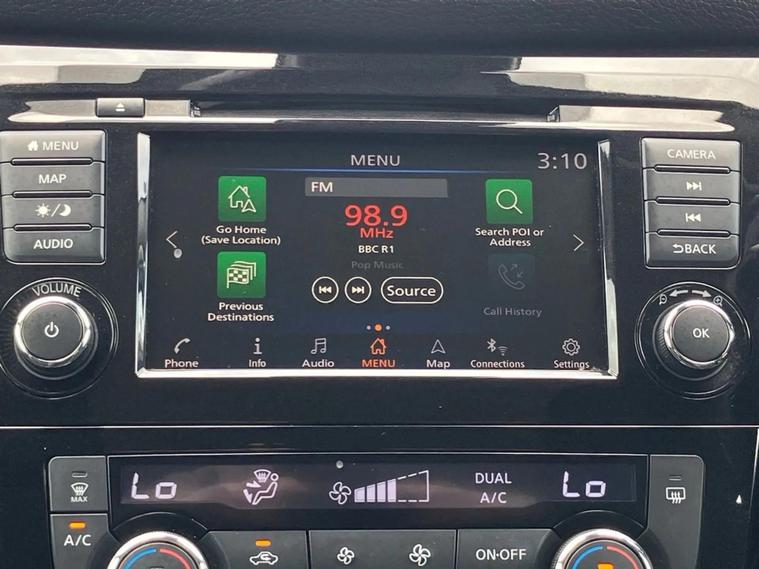 MENU
MAP
AUDIO
VOLUME
MENU
3:10
Go Home
(Save Location)
Previous
Destinations
FM
98.9
MHz
BBC R1
Pop Music
Source
Search POI or
Address
Call History
Phone
Info
Audio
MENU
Map
Connections
Settings
CAMERA
BACK
OK
MAX
A/C
Lo
DUAL
A/C
Lo
ON·OFF